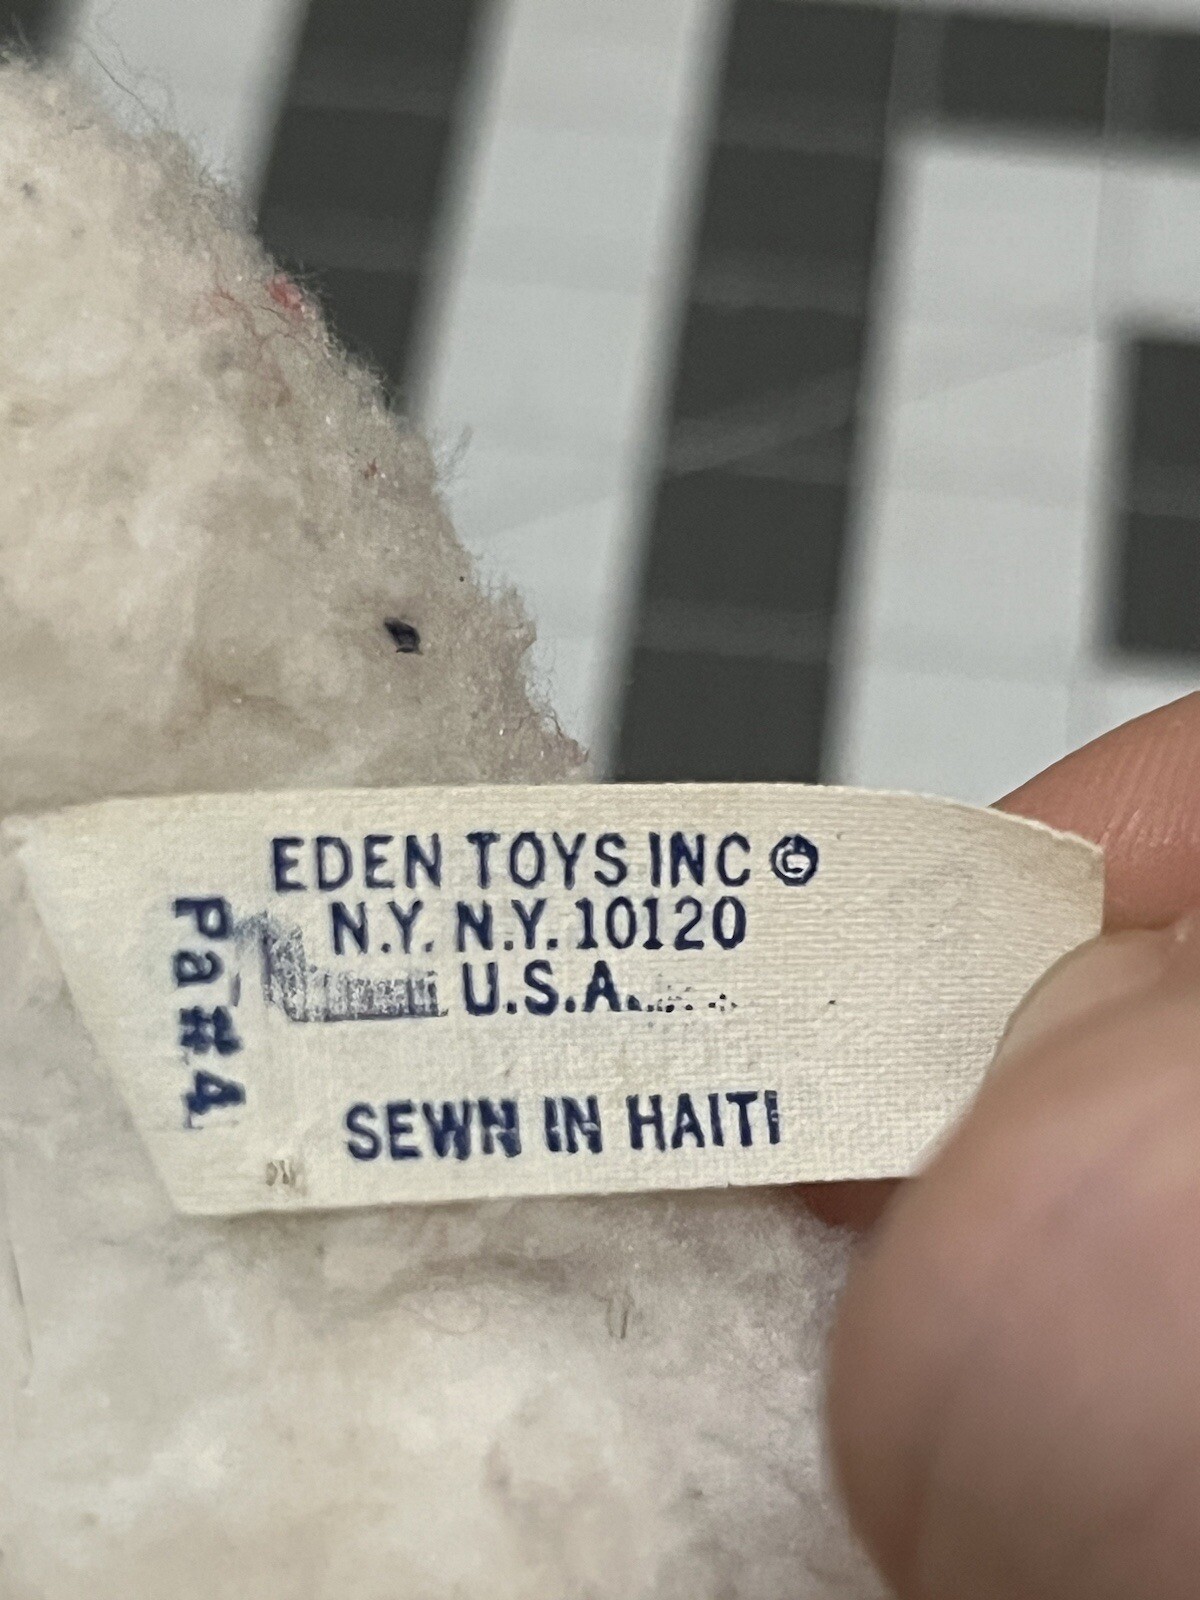 EDEN TOYS INC ©
N.Y. N.Y. 10120
U.S.A.
SEWN IN HAITI
Pa#4